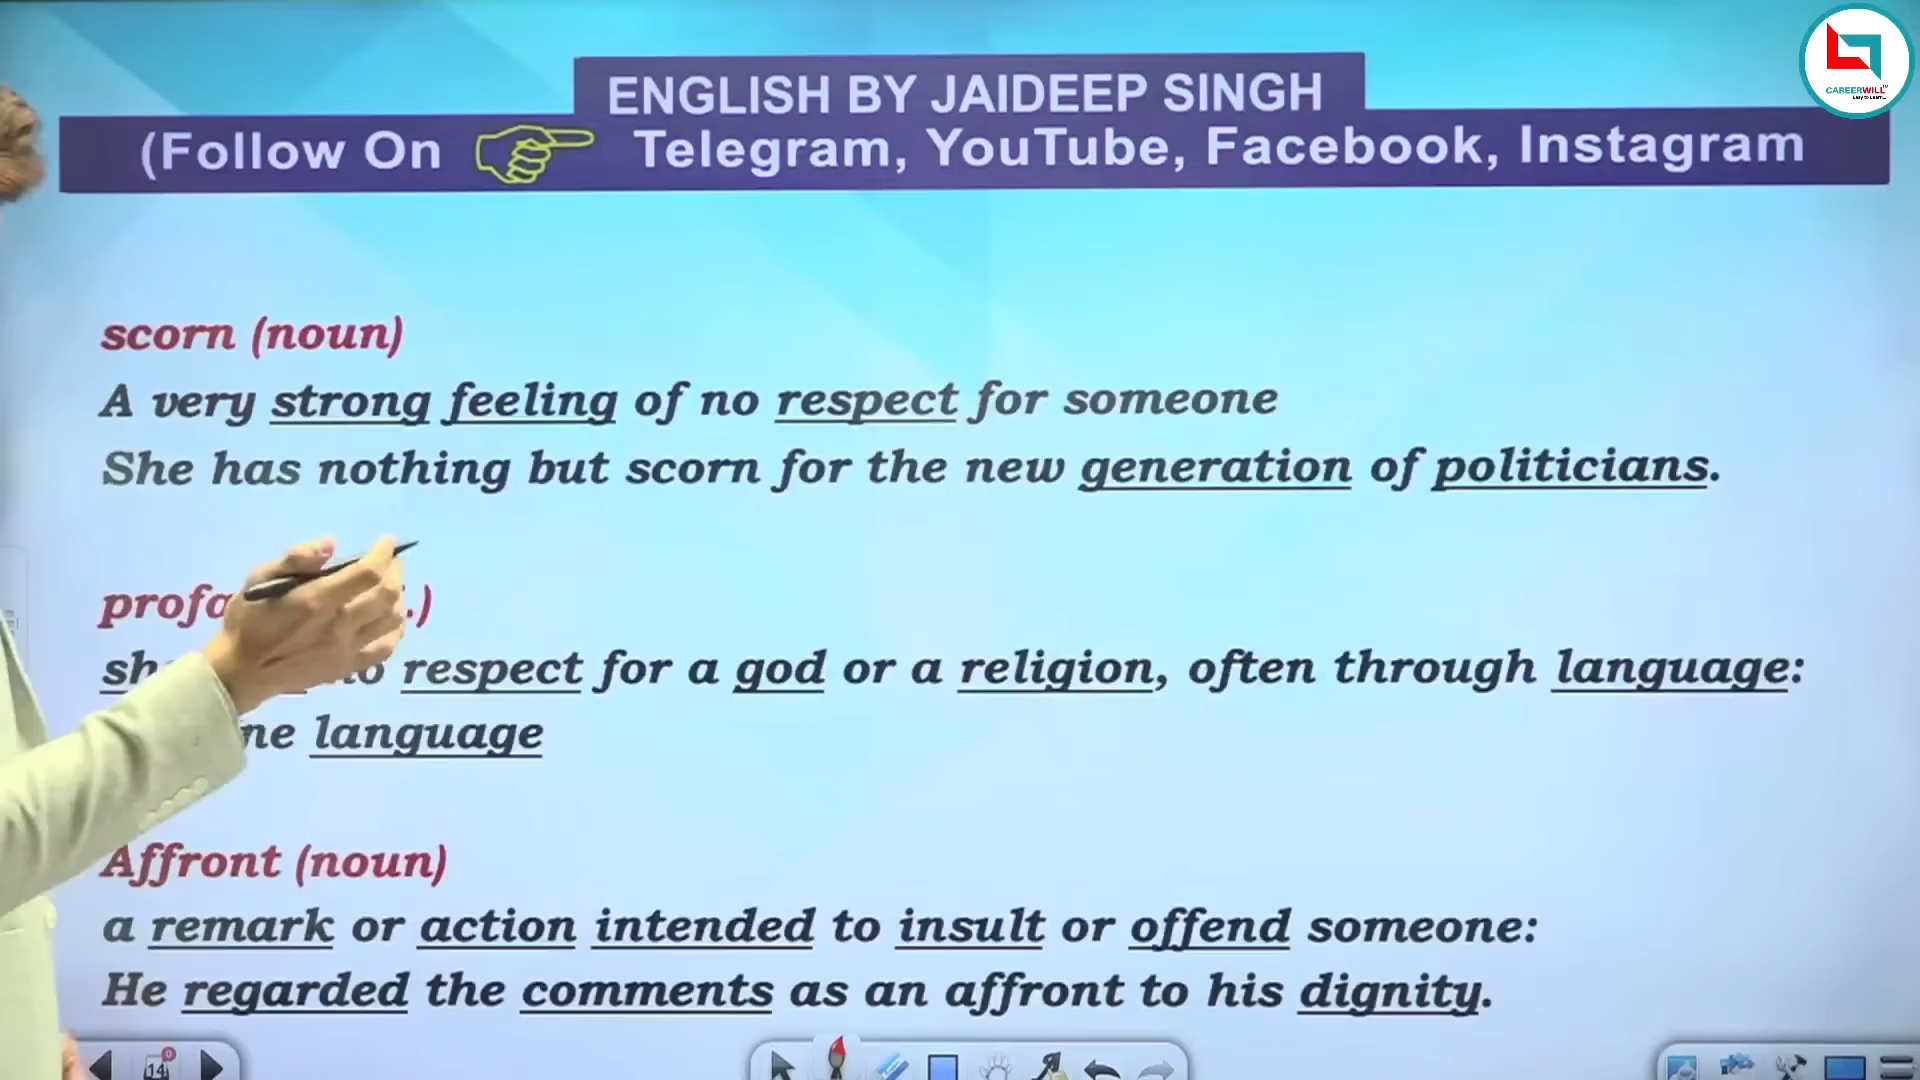 CAREERWILL
ENGLISH BY JAIDEEP SINGH
(Follow On Telegram, YouTube, Facebook, Instagram
scorn (noun)
A very strong feeling of no respect for someone
She has nothing but scorn for the new generation of politicians.
respect for a god or a religion, often through language:
language
Affront (noun)
a remark or action intended to insult or offend someone:
He regarded the comments as an affront to his dignity.
14
0